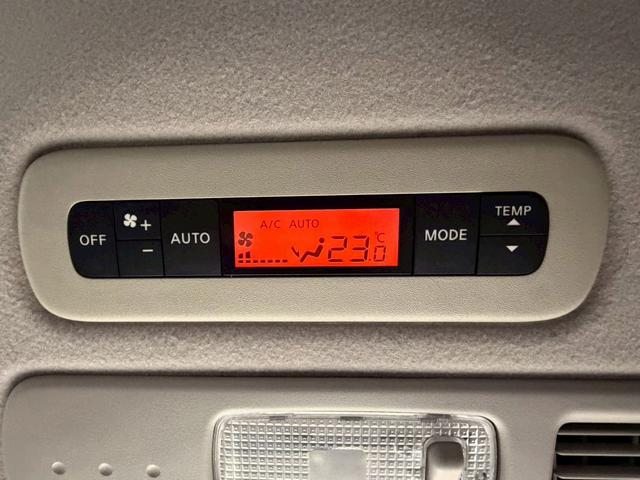 OFF
+
-
AUTO
A/C AUTO
23.0 °C
MODE
TEMP